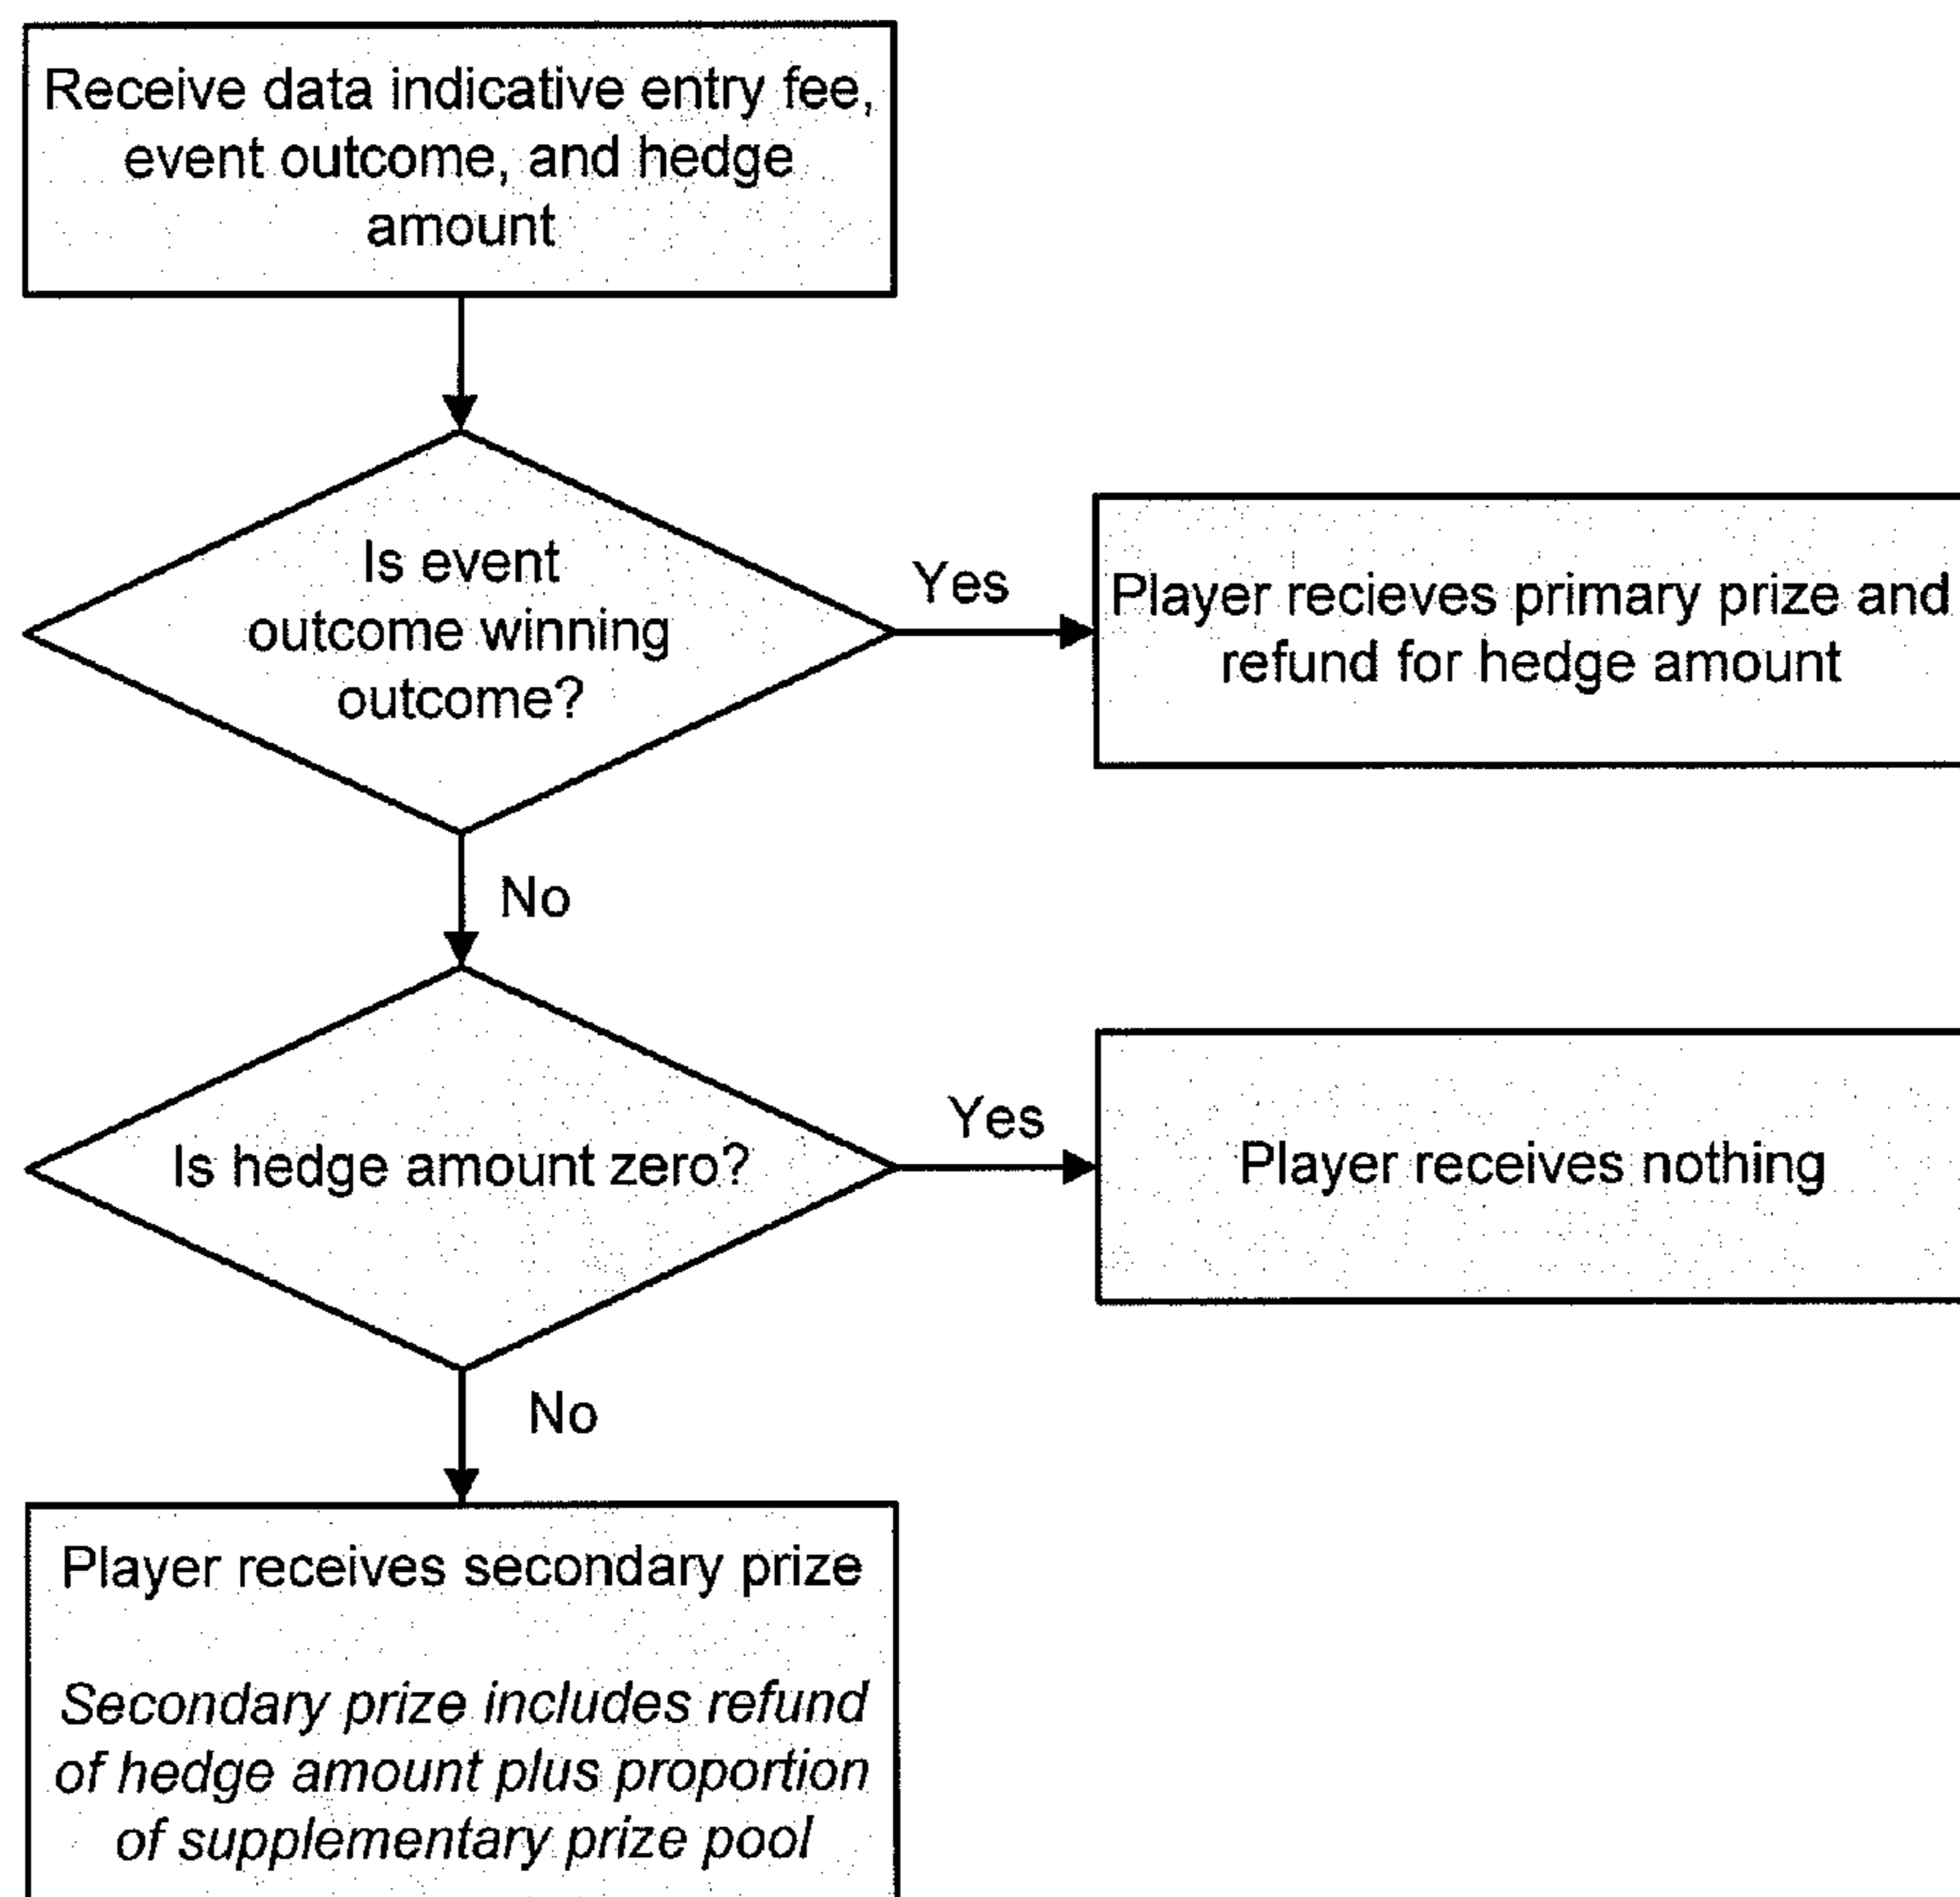 Receive data indicative entry fee,
event outcome, and hedge
amount
Is event
outcome winning
outcome?
Yes
Player recieves primary prize and
refund for hedge amount
No
Is hedge amount zero?
Yes
Player receives nothing
No
Player receives secondary prize
Secondary prize includes refund
of hedge amount plus proportion
of supplementary prize pool